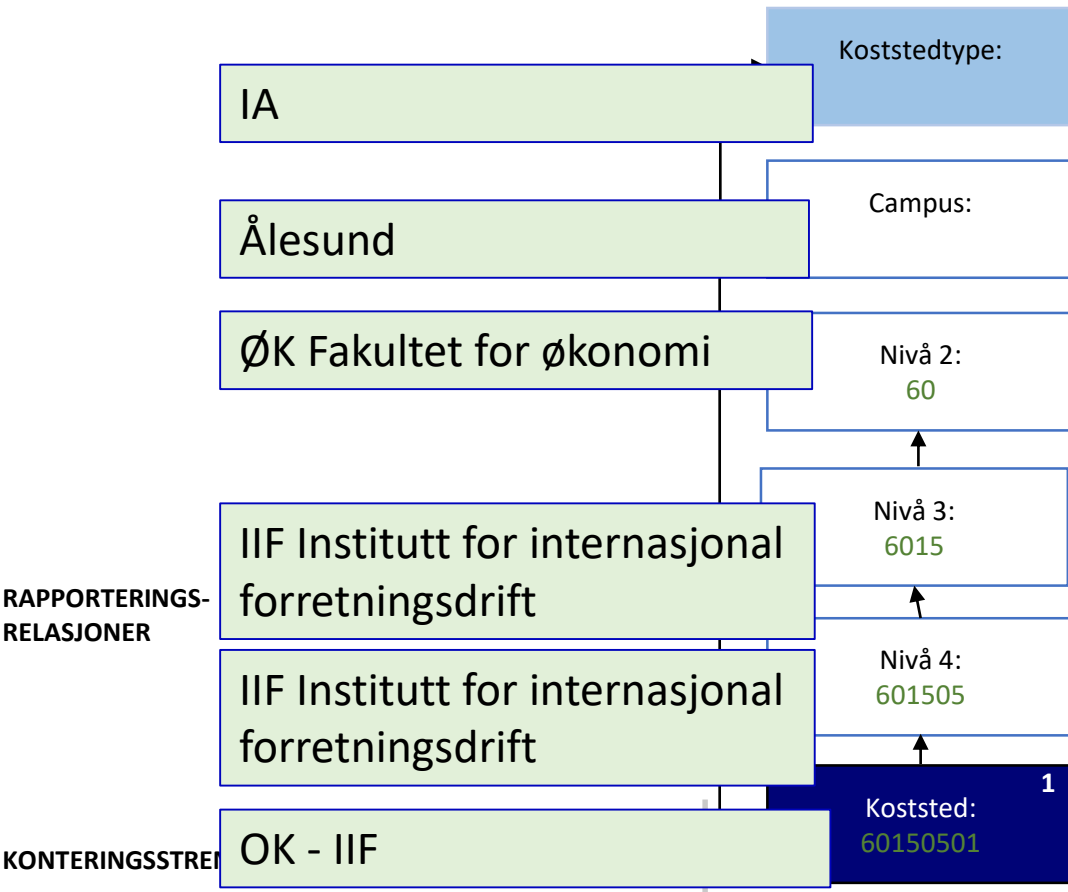 Koststedtype:
IA
Campus:
Ålesund
ØK Fakultet for økonomi
Nivå 2:
60
IIF Institutt for internasjonal
forretningsdrift
Nivå 3:
6015
RAPPORTERINGS-
RELASJONER
IIF Institutt for internasjonal
forretningsdrift
Nivå 4:
601505
1
Koststed:
60150501
OK - IIF